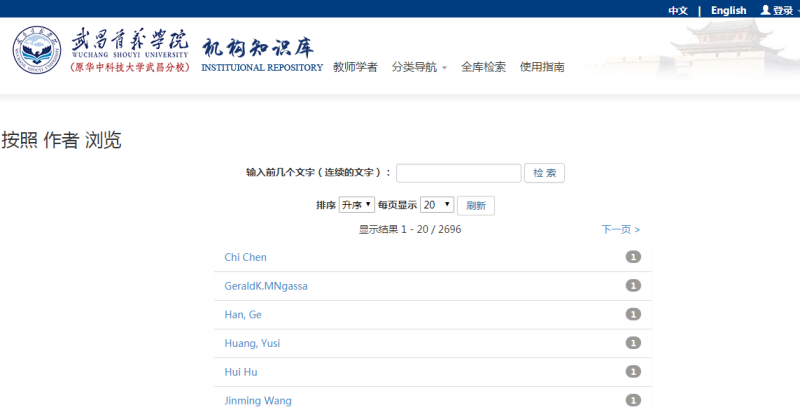 中文 | English 登录
武昌首义学院
WUCHANG SHOUYI UNIVERSITY
(原华中科技大学武昌分校)
机构知识库
INSTITUIONAL REPOSITORY
教师学者 分类导航 全库检索 使用指南
按照 作者 浏览
输入前几个文字（连续的文字）： 检 索
排序 升序 每页显示 20 刷新
显示结果 1 - 20 / 2696 下一页 >
Chi Chen 1
GeraldK.MNgassa 1
Han, Ge 1
Huang, Yusi 1
Hui Hu 1
Jinming Wang 1